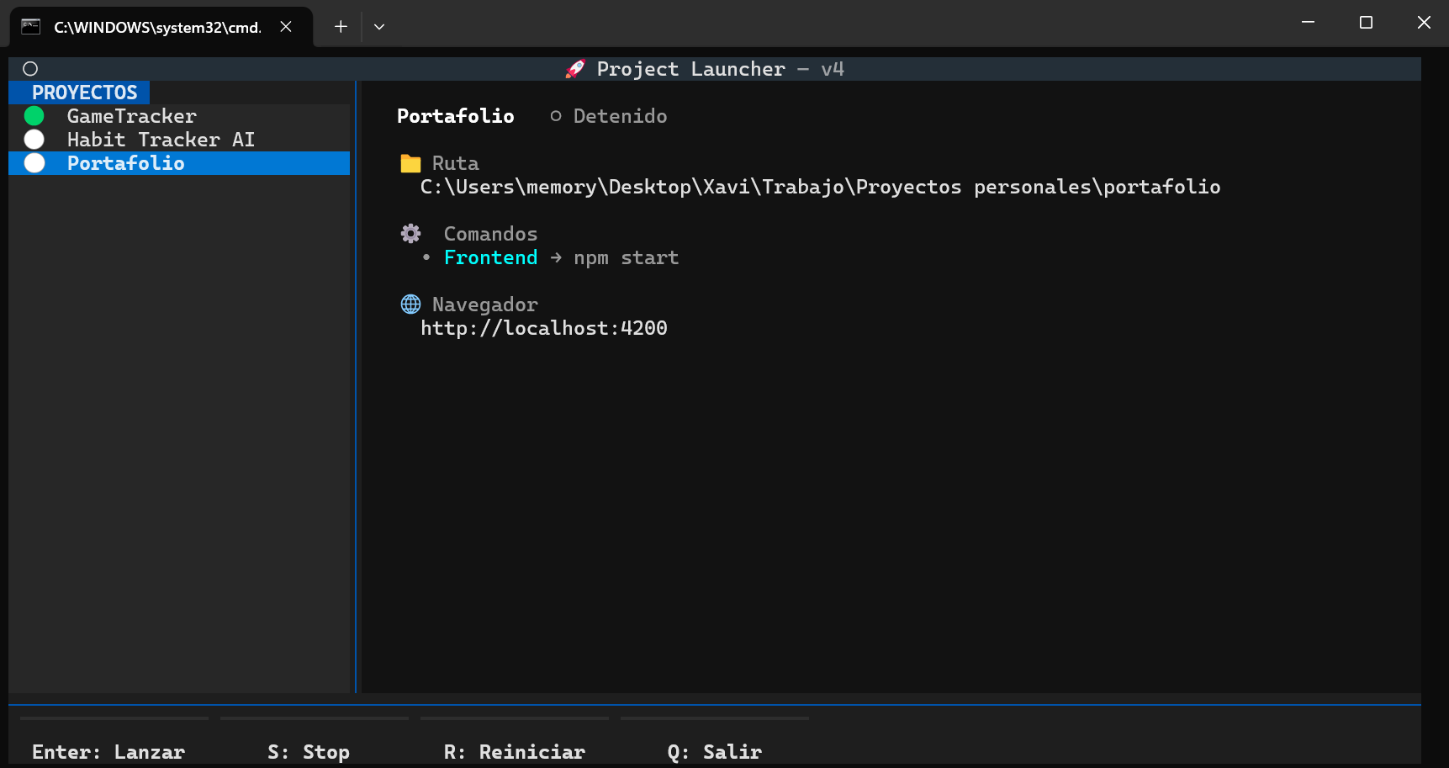 C:\WINDOWS\system32\cmd.
🚀 Project Launcher — v4
PROYECTOS
GameTracker
Habit Tracker AI
Portafolio
Portafolio ○ Detenido
📁 Ruta
C:\Users\memory\Desktop\Xavi\Trabajo\Proyectos personales\portafolio
⚙ Comandos
• Frontend → npm start
🌐 Navegador
http://localhost:4200
Enter: Lanzar S: Stop R: Reiniciar Q: Salir